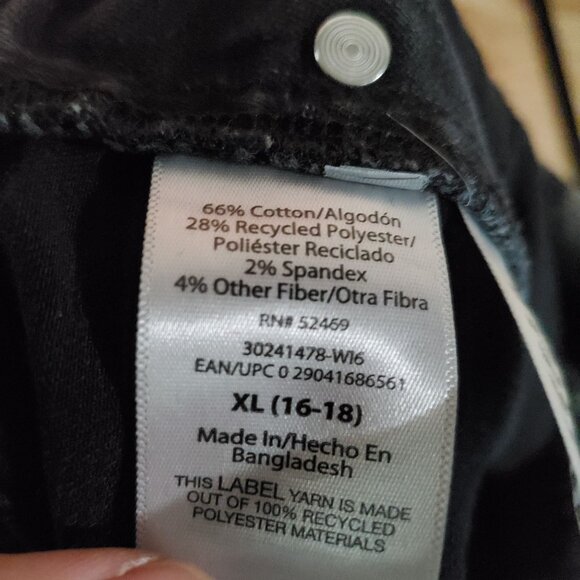 66% Cotton/Algodón
28% Recycled Polyester/
Poliéster Reciclado
2% Spandex
4% Other Fiber/Otra Fibra
RN# 52469
30241478-WI6
EAN/UPC 0 29041686561
XL (16-18)
Made In/Hecho En
Bangladesh
THIS LABEL YARN IS MADE
OUT OF 100% RECYCLED
POLYESTER MATERIALS